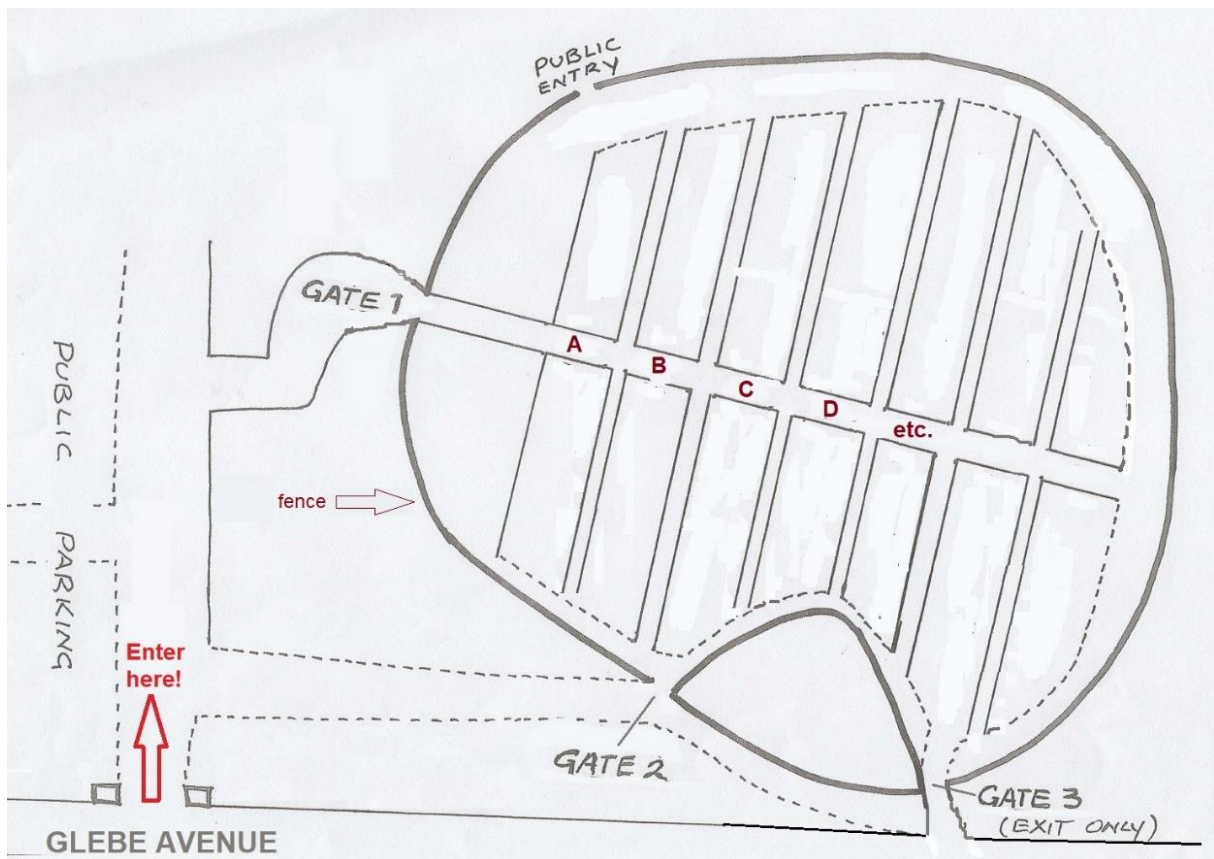 PUBLIC
ENTRY
GATE 1
A
B
C
D
etc.
fence
PUBLIC
PARKING
Enter
here!
GATE 2
GATE 3
(EXIT ONLY)
GLEBE AVENUE